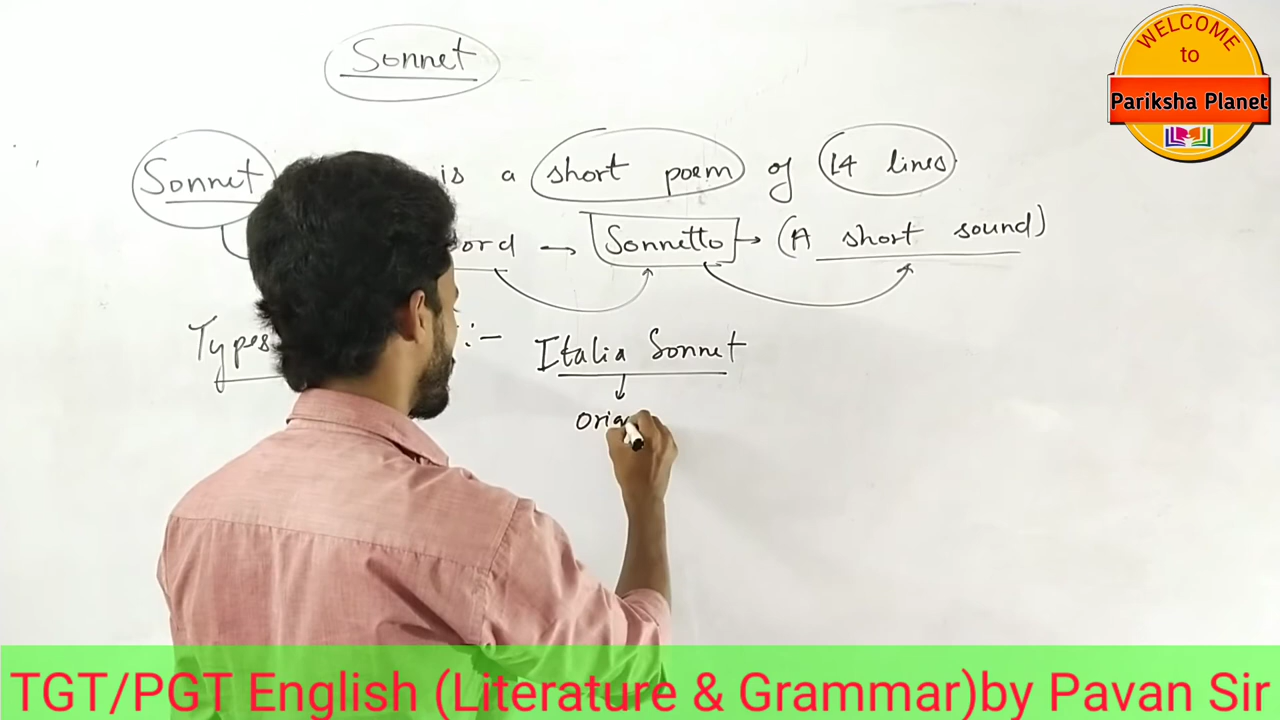 Sonnet
WELCOME
to
Pariksha Planet
Sonnet is a short poem of 14 lines
ord → Sonnetto → (A short sound)
Types :- Italia Sonnet
Orig
TGT/PGT English (Literature & Grammar)by Pavan Sir